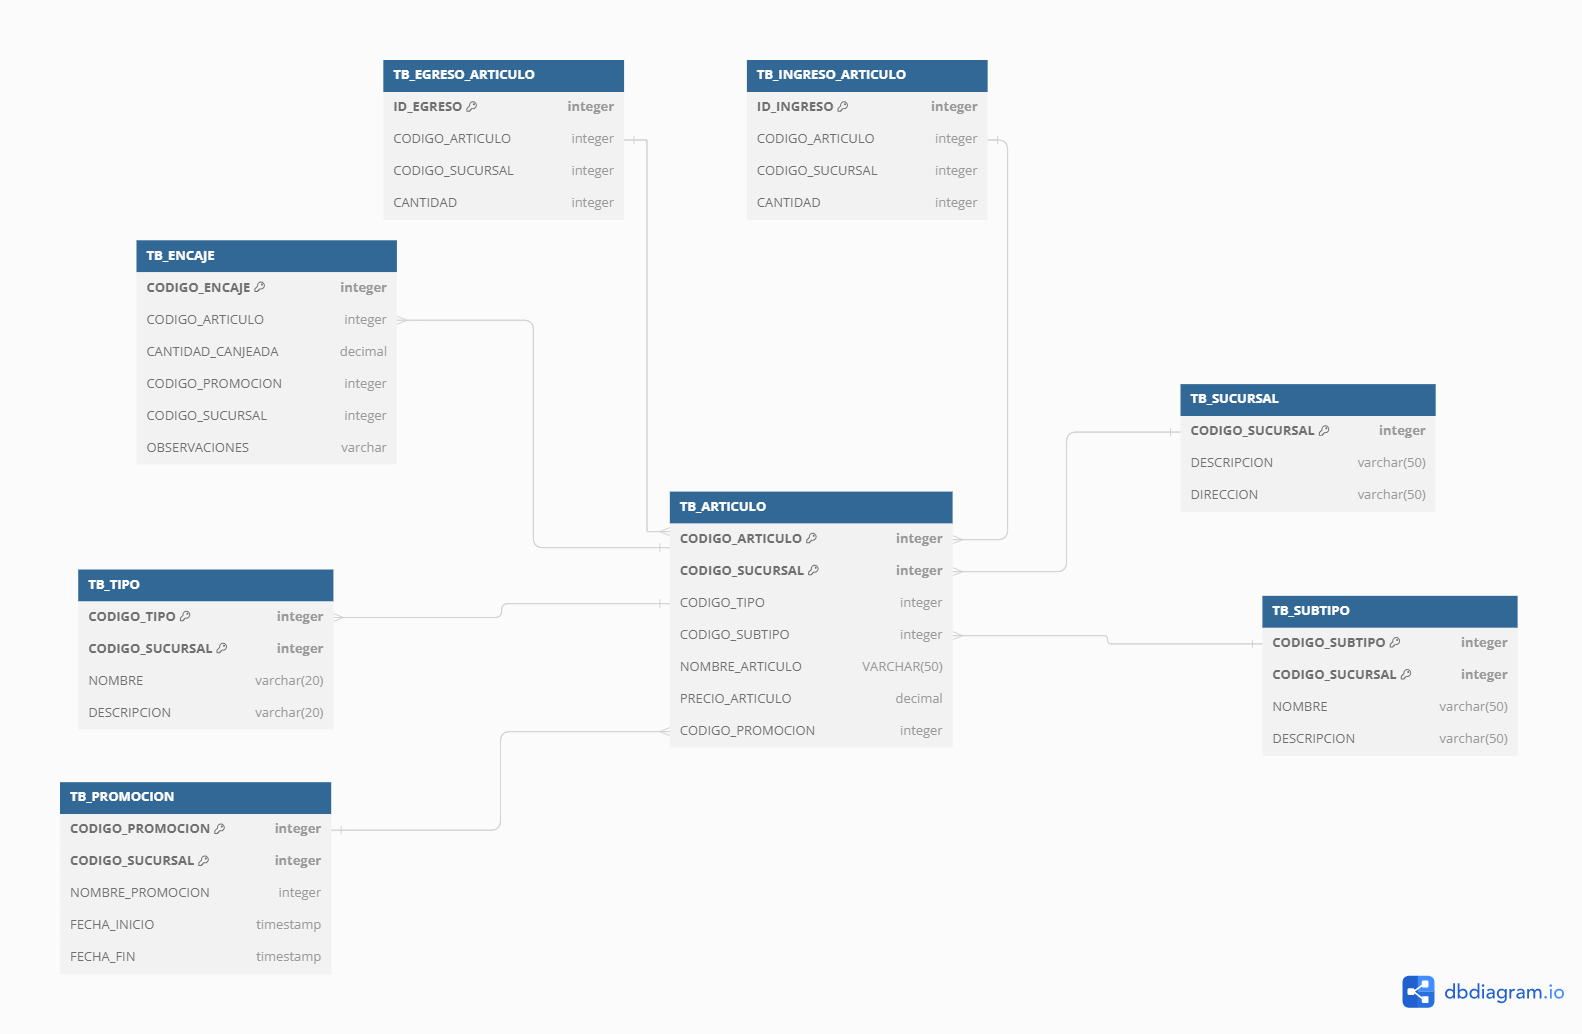 TB_EGRESO_ARTICULO
ID_EGRESO integer
CODIGO_ARTICULO integer
CODIGO_SUCURSAL integer
CANTIDAD integer
TB_INGRESO_ARTICULO
ID_INGRESO integer
CODIGO_ARTICULO integer
CODIGO_SUCURSAL integer
CANTIDAD integer
TB_ENCAJE
CODIGO_ENCAJE integer
CODIGO_ARTICULO integer
CANTIDAD_CANJEADA decimal
CODIGO_PROMOCION integer
CODIGO_SUCURSAL integer
OBSERVACIONES varchar
TB_SUCURSAL
CODIGO_SUCURSAL integer
DESCRIPCION varchar(50)
DIRECCION varchar(50)
TB_ARTICULO
CODIGO_ARTICULO integer
CODIGO_SUCURSAL integer
CODIGO_TIPO integer
CODIGO_SUBTIPO integer
NOMBRE_ARTICULO VARCHAR(50)
PRECIO_ARTICULO decimal
CODIGO_PROMOCION integer
TB_TIPO
CODIGO_TIPO integer
CODIGO_SUCURSAL integer
NOMBRE varchar(20)
DESCRIPCION varchar(20)
TB_SUBTIPO
CODIGO_SUBTIPO integer
CODIGO_SUCURSAL integer
NOMBRE varchar(50)
DESCRIPCION varchar(50)
TB_PROMOCION
CODIGO_PROMOCION integer
CODIGO_SUCURSAL integer
NOMBRE_PROMOCION integer
FECHA_INICIO timestamp
FECHA_FIN timestamp
dbdiagram.io